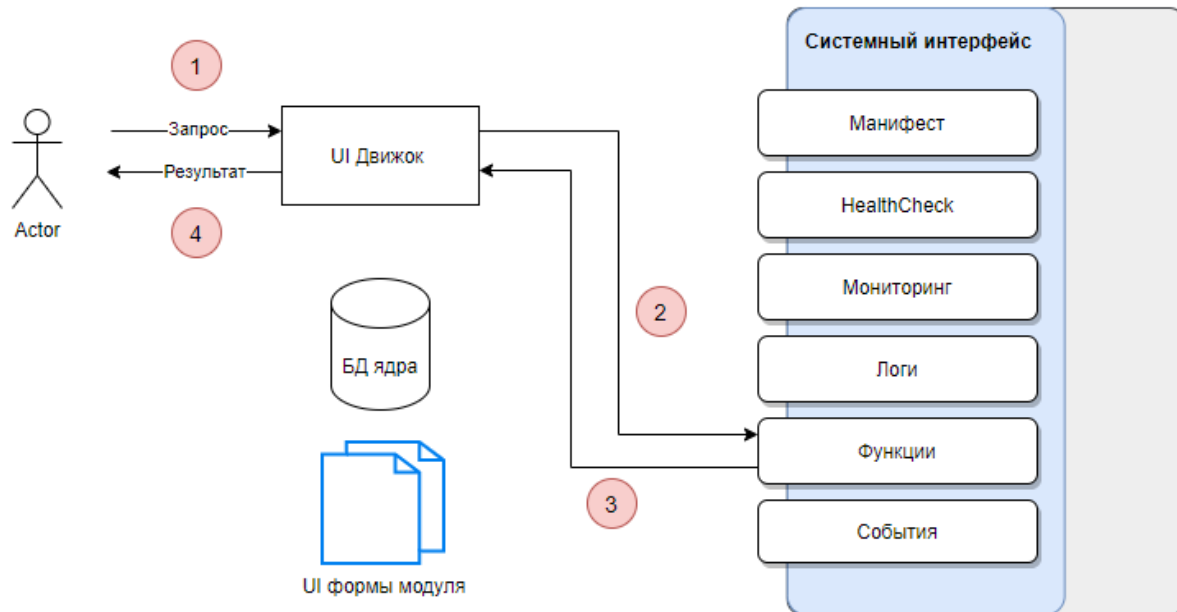 1
Запрос
Результат
4
Actor
UI Движок
БД ядра
UI формы модуля
2
3
Системный интерфейс
Манифест
HealthCheck
Мониторинг
Логи
Функции
События